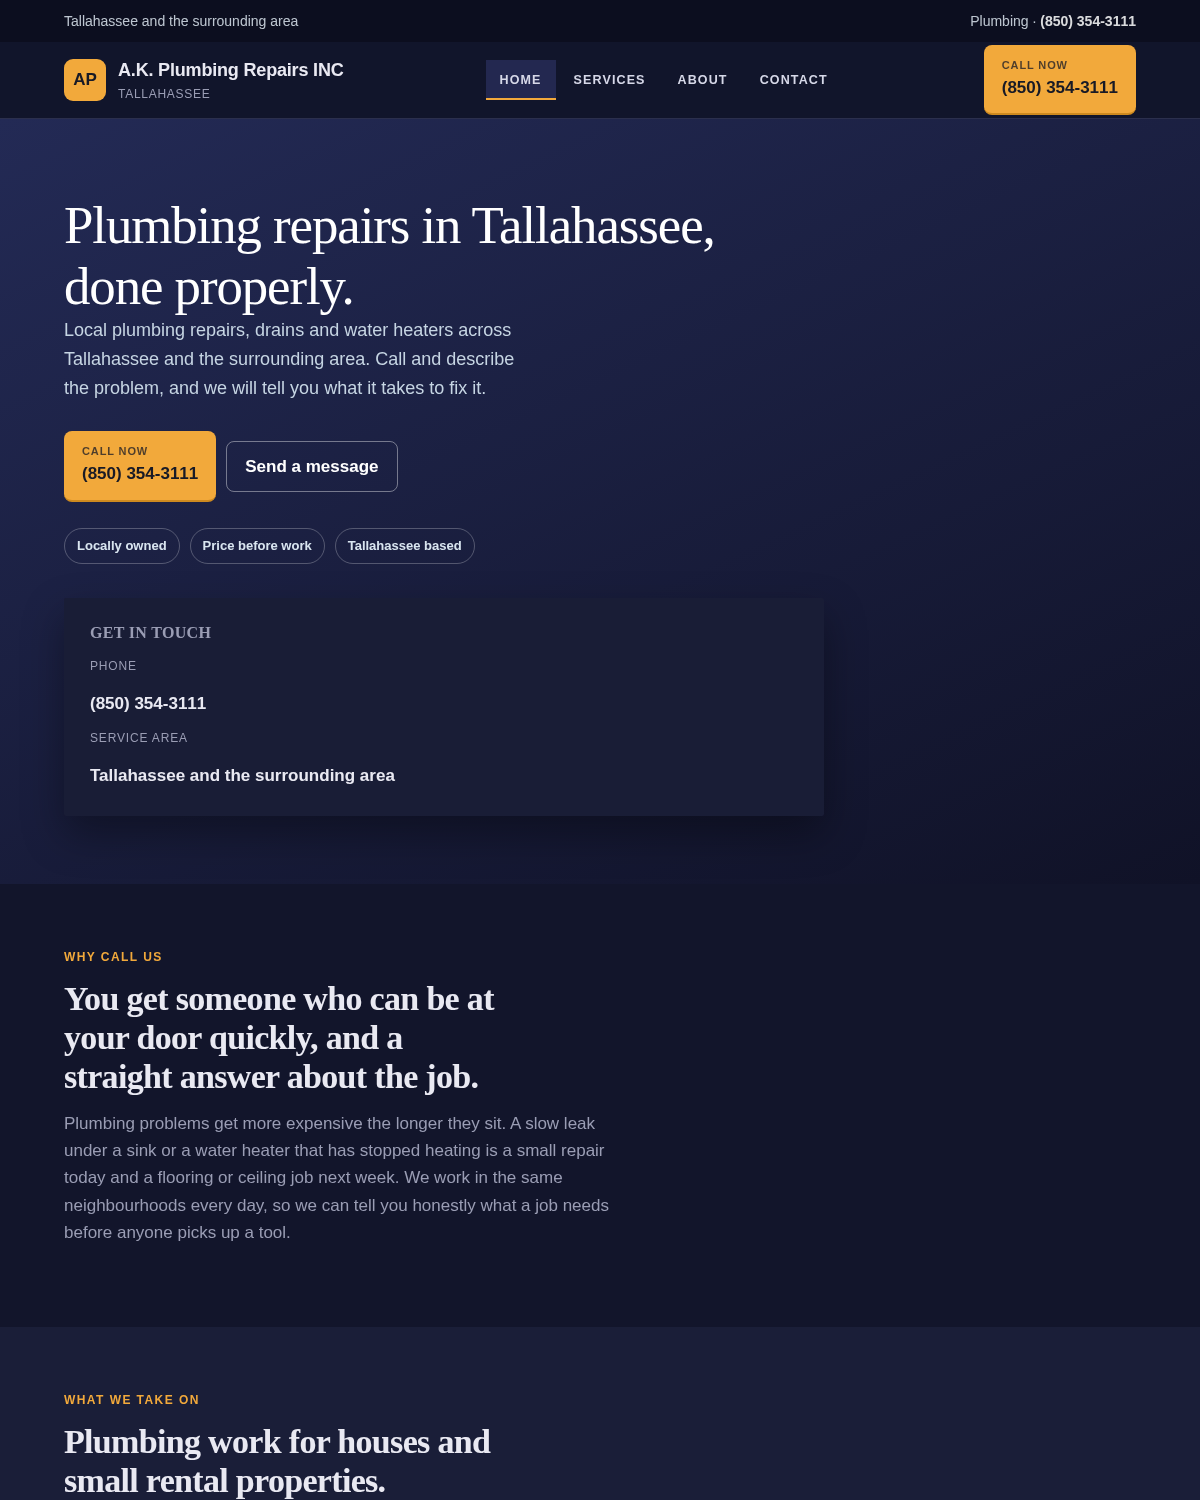 Tallahassee and the surrounding area
Plumbing · (850) 354-3111
AP
A.K. Plumbing Repairs INC
TALLAHASSEE
HOME
SERVICES
ABOUT
CONTACT
CALL NOW
(850) 354-3111
Plumbing repairs in Tallahassee,
done properly.
Local plumbing repairs, drains and water heaters across
Tallahassee and the surrounding area. Call and describe
the problem, and we will tell you what it takes to fix it.
CALL NOW
(850) 354-3111
Send a message
Locally owned
Price before work
Tallahassee based
GET IN TOUCH
PHONE
(850) 354-3111
SERVICE AREA
Tallahassee and the surrounding area
WHY CALL US
You get someone who can be at
your door quickly, and a
straight answer about the job.
Plumbing problems get more expensive the longer they sit. A slow leak
under a sink or a water heater that has stopped heating is a small repair
today and a flooring or ceiling job next week. We work in the same
neighbourhoods every day, so we can tell you honestly what a job needs
before anyone picks up a tool.
WHAT WE TAKE ON
Plumbing work for houses and
small rental properties.